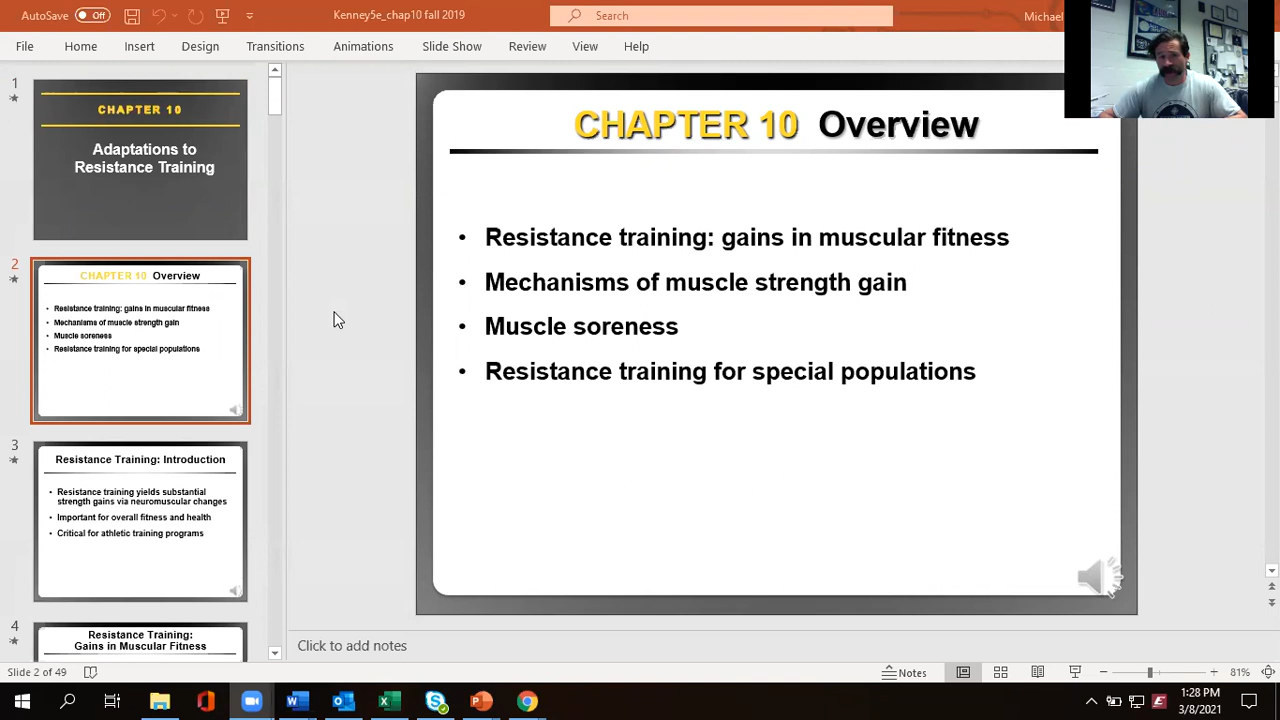 AutoSave Off
Kenney5e_chap10 fall 2019
Search
Michael
File Home Insert Design Transitions Animations Slide Show Review View Help
1
CHAPTER 10
Adaptations to
Resistance Training
2
CHAPTER 10 Overview
• Resistance training: gains in muscular fitness
• Mechanisms of muscle strength gain
• Muscle soreness
• Resistance training for special populations
3
Resistance Training: Introduction
• Resistance training yields substantial
strength gains via neuromuscular changes
• Important for overall fitness and health
• Critical for athletic training programs
4
Resistance Training:
Gains in Muscular Fitness
CHAPTER 10 Overview
• Resistance training: gains in muscular fitness
• Mechanisms of muscle strength gain
• Muscle soreness
• Resistance training for special populations
Click to add notes
Slide 2 of 49
Notes
81%
1:28 PM
3/8/2021